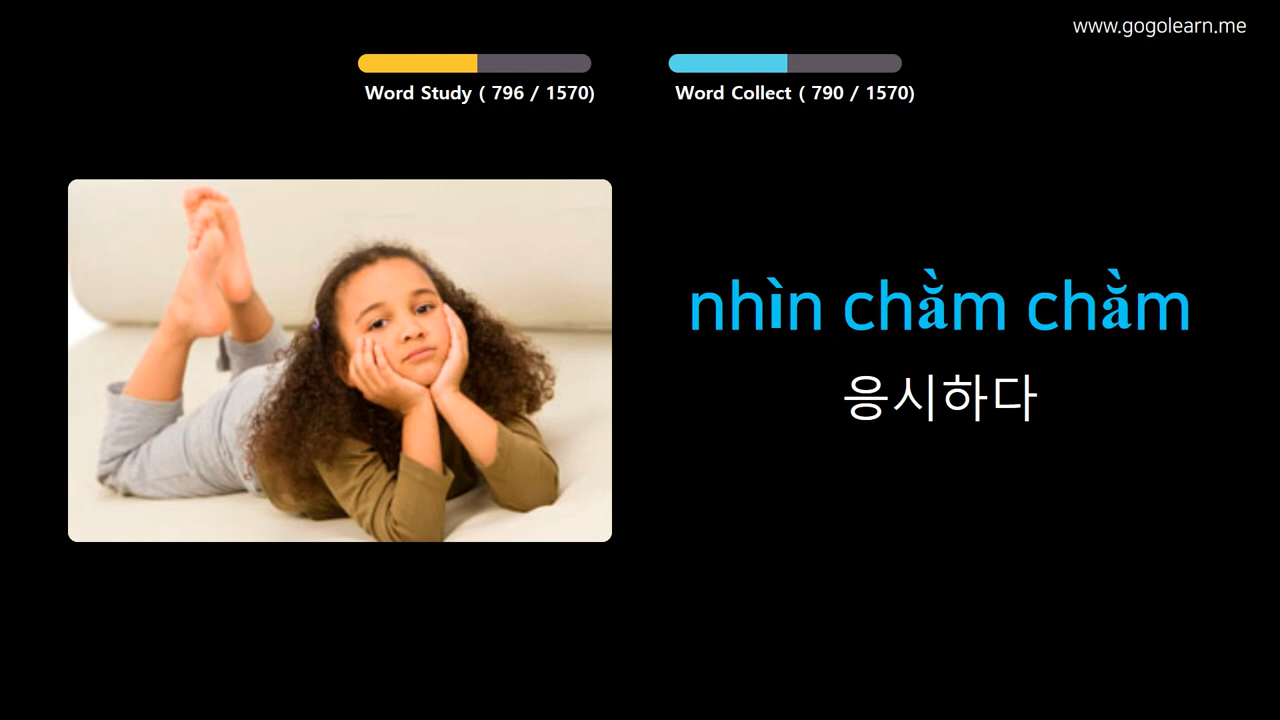 www.gogolearn.me
Word Study ( 796 / 1570)
Word Collect ( 790 / 1570)
nhìn chằm chằm
응시하다